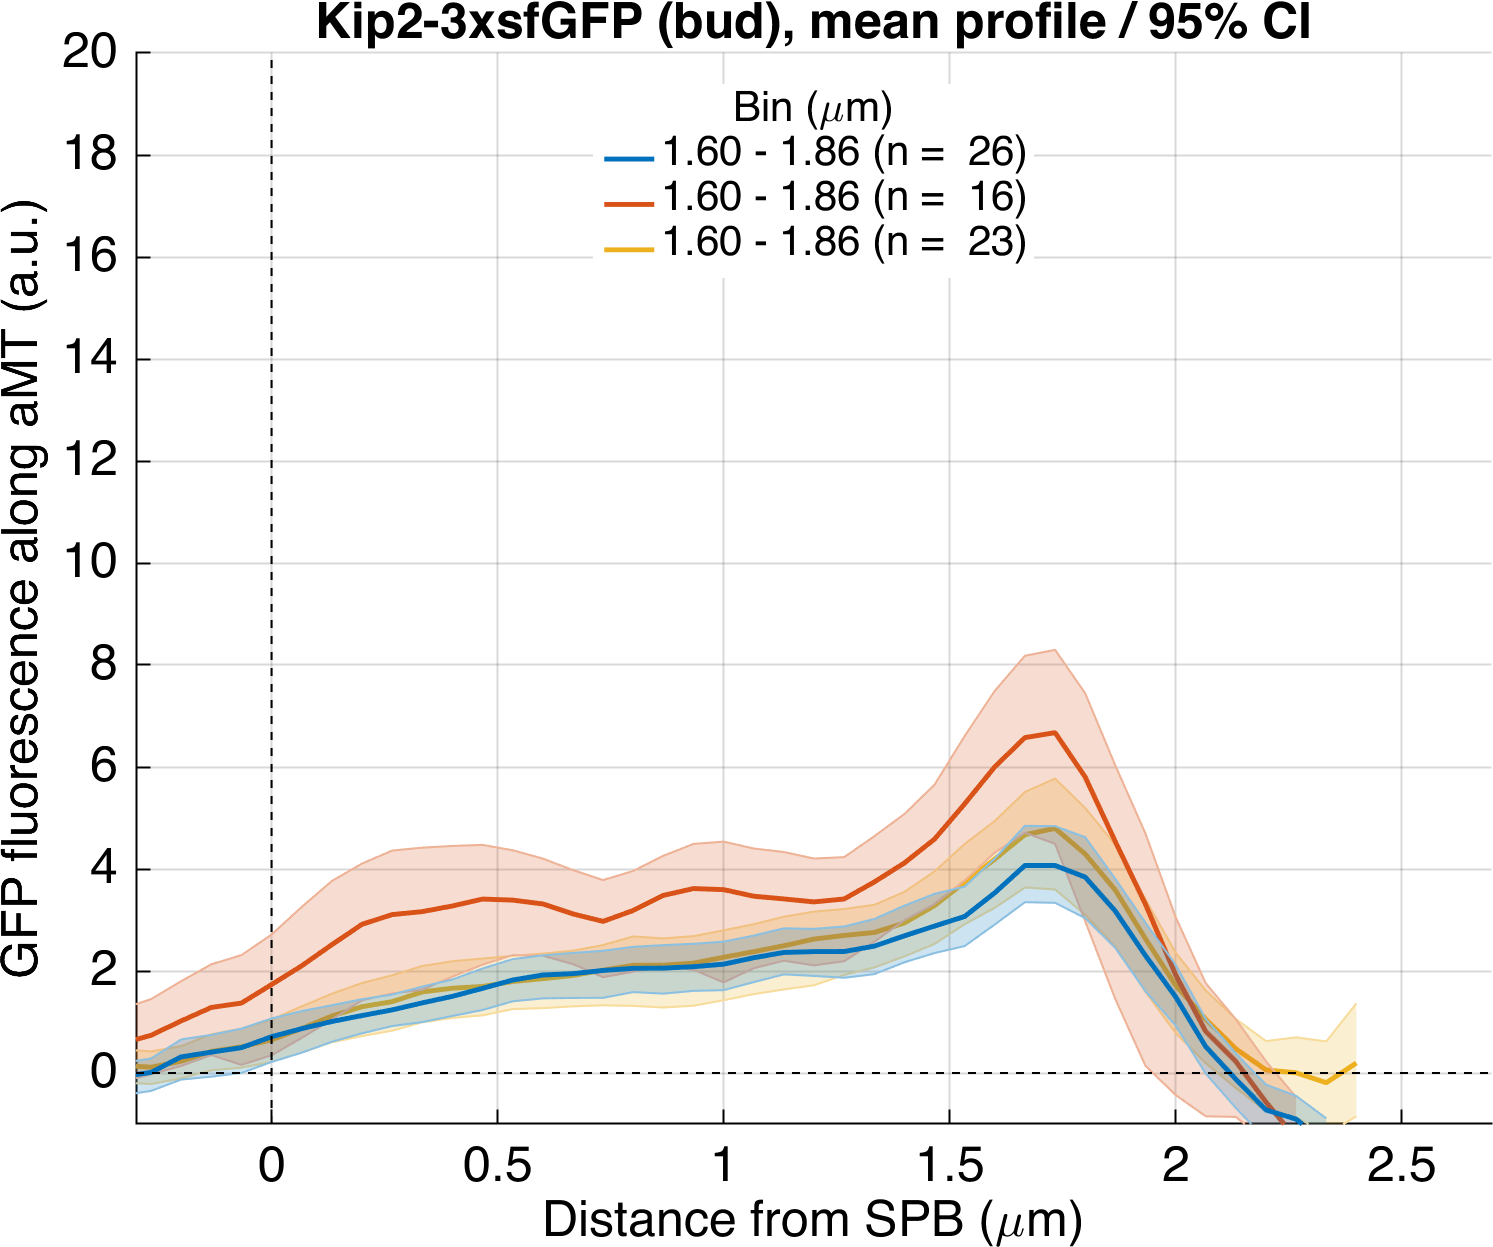 Kip2-3xsfGFP (bud), mean profile / 95% CI
GFP fluorescence along aMT (a.u.)
20
18
16
14
12
10
8
6
4
2
0
Bin (μm)
1.60 - 1.86 (n = 26)
1.60 - 1.86 (n = 16)
1.60 - 1.86 (n = 23)
0 0.5 1 1.5 2 2.5
Distance from SPB (μm)